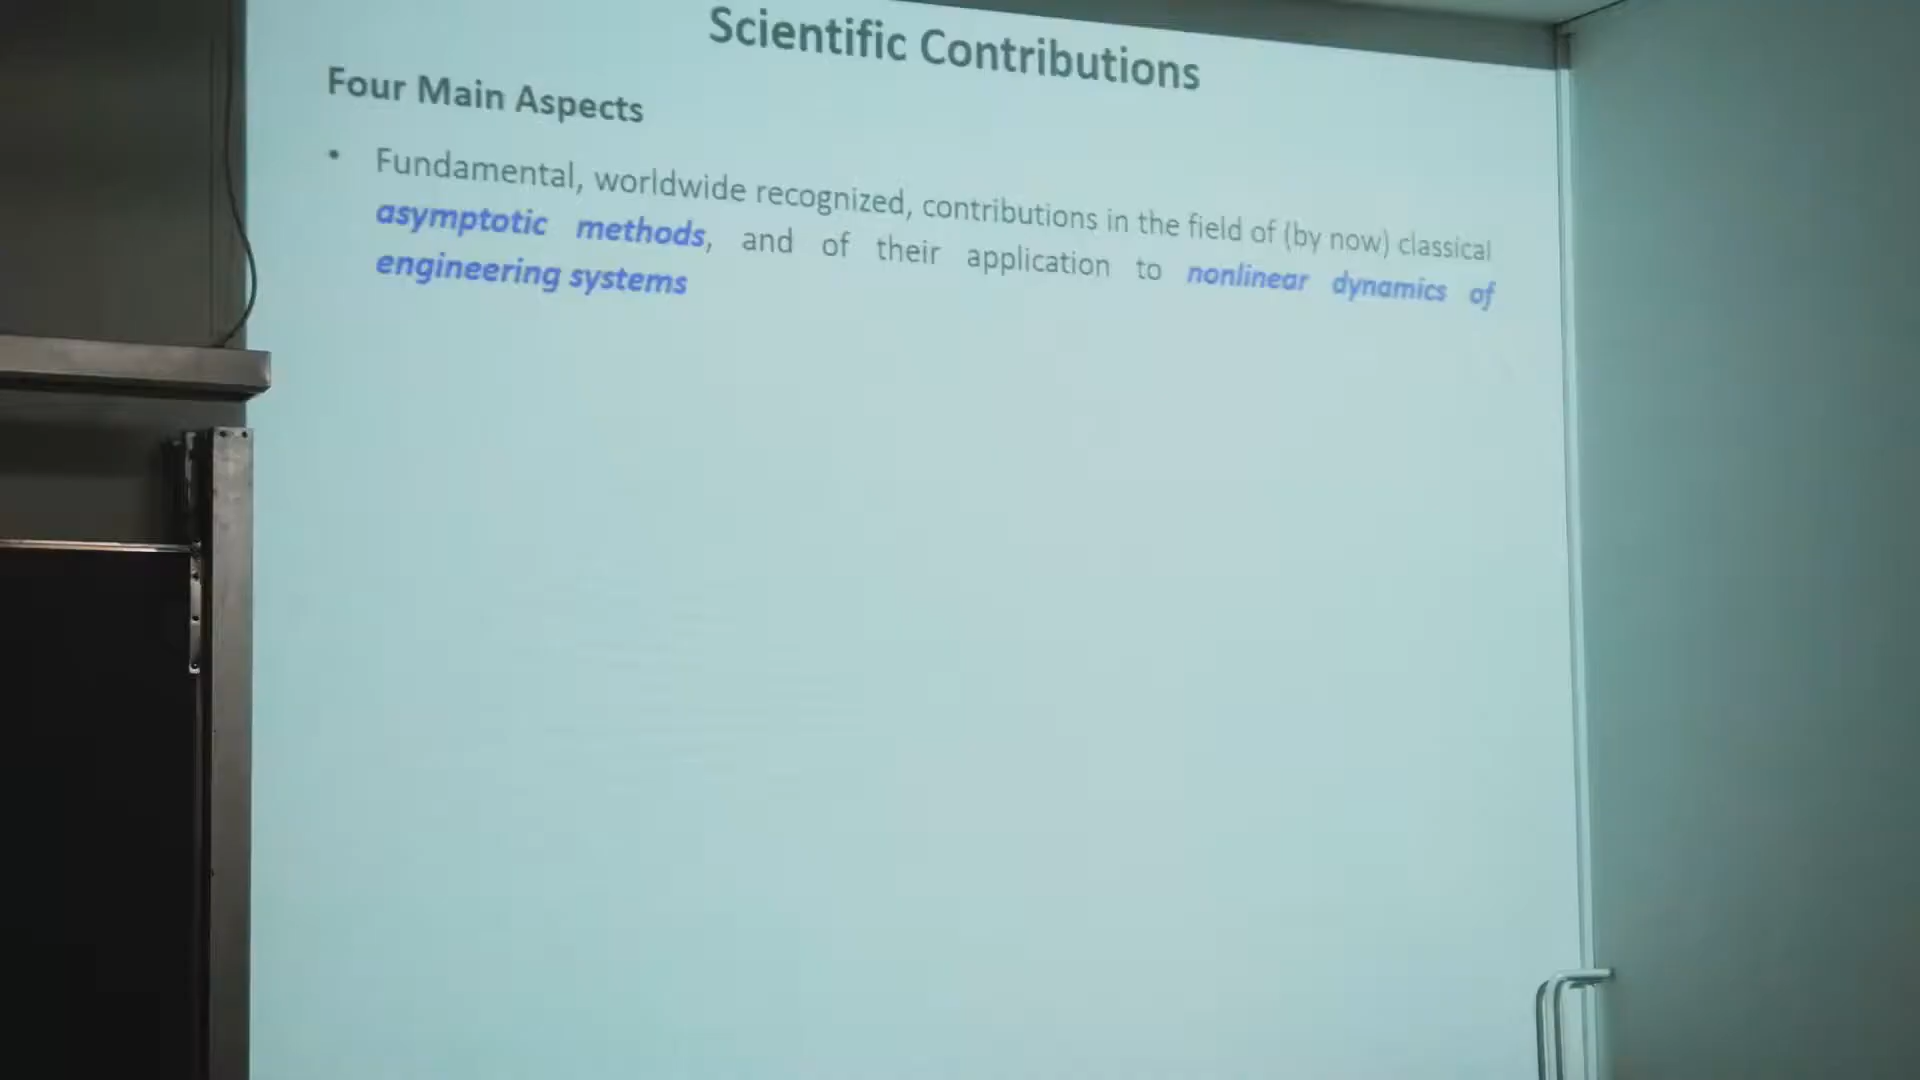 Scientific Contributions
Four Main Aspects
• Fundamental, worldwide recognized, contributions in the field of (by now) classical
asymptotic methods, and of their application to nonlinear dynamics of
engineering systems